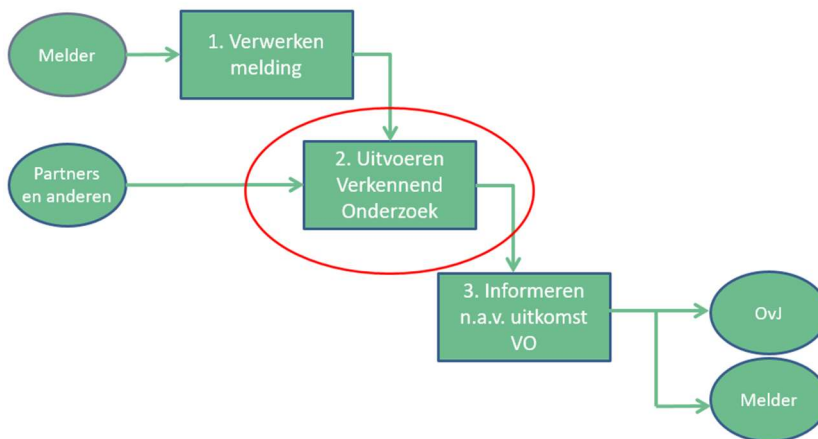 Melder
1. Verwerken
melding
Partners
en anderen
2. Uitvoeren
Verkennend
Onderzoek
3. Informeren
n.a.v. uitkomst
VO
OvJ
Melder